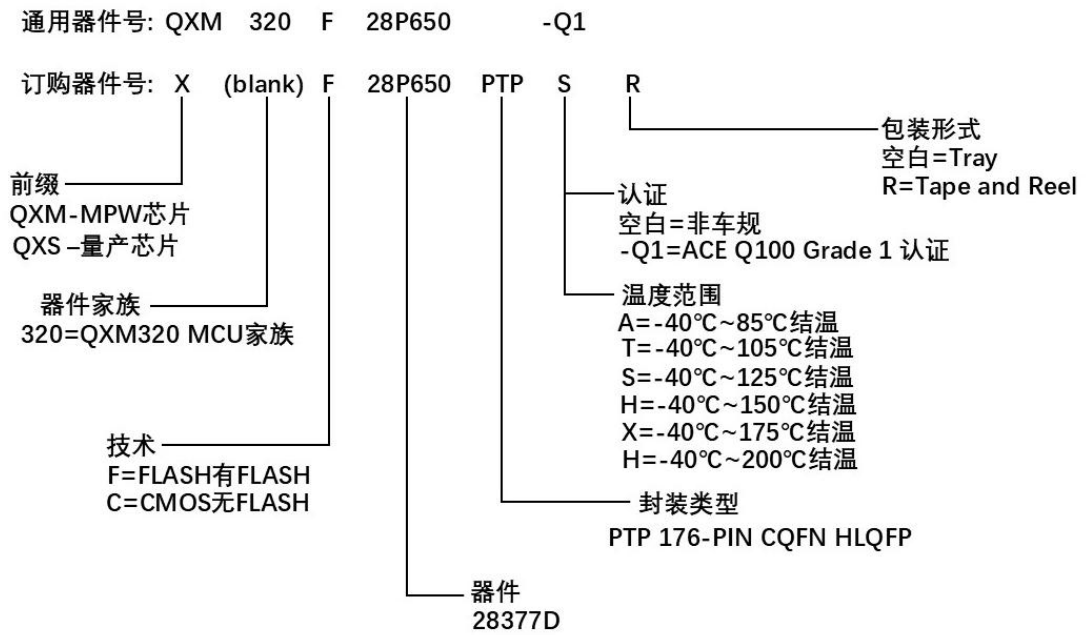 通用器件号: QXM 320 F 28P650 -Q1
订购器件号: X (blank) F 28P650 PTP S R
包装形式
空白=Tray
R=Tape and Reel
前缀
QXM-MPW芯片
QXS –量产芯片
认证
空白=非车规
-Q1=ACE Q100 Grade 1 认证
器件家族
320=QXM320 MCU家族
温度范围
A=-40℃~85℃结温
T=-40℃~105℃结温
S=-40℃~125℃结温
H=-40℃~150℃结温
X=-40℃~175℃结温
H=-40℃~200℃结温
技术
F=FLASH有FLASH
C=CMOS无FLASH
封装类型
PTP 176-PIN CQFN HLQFP
器件
28377D